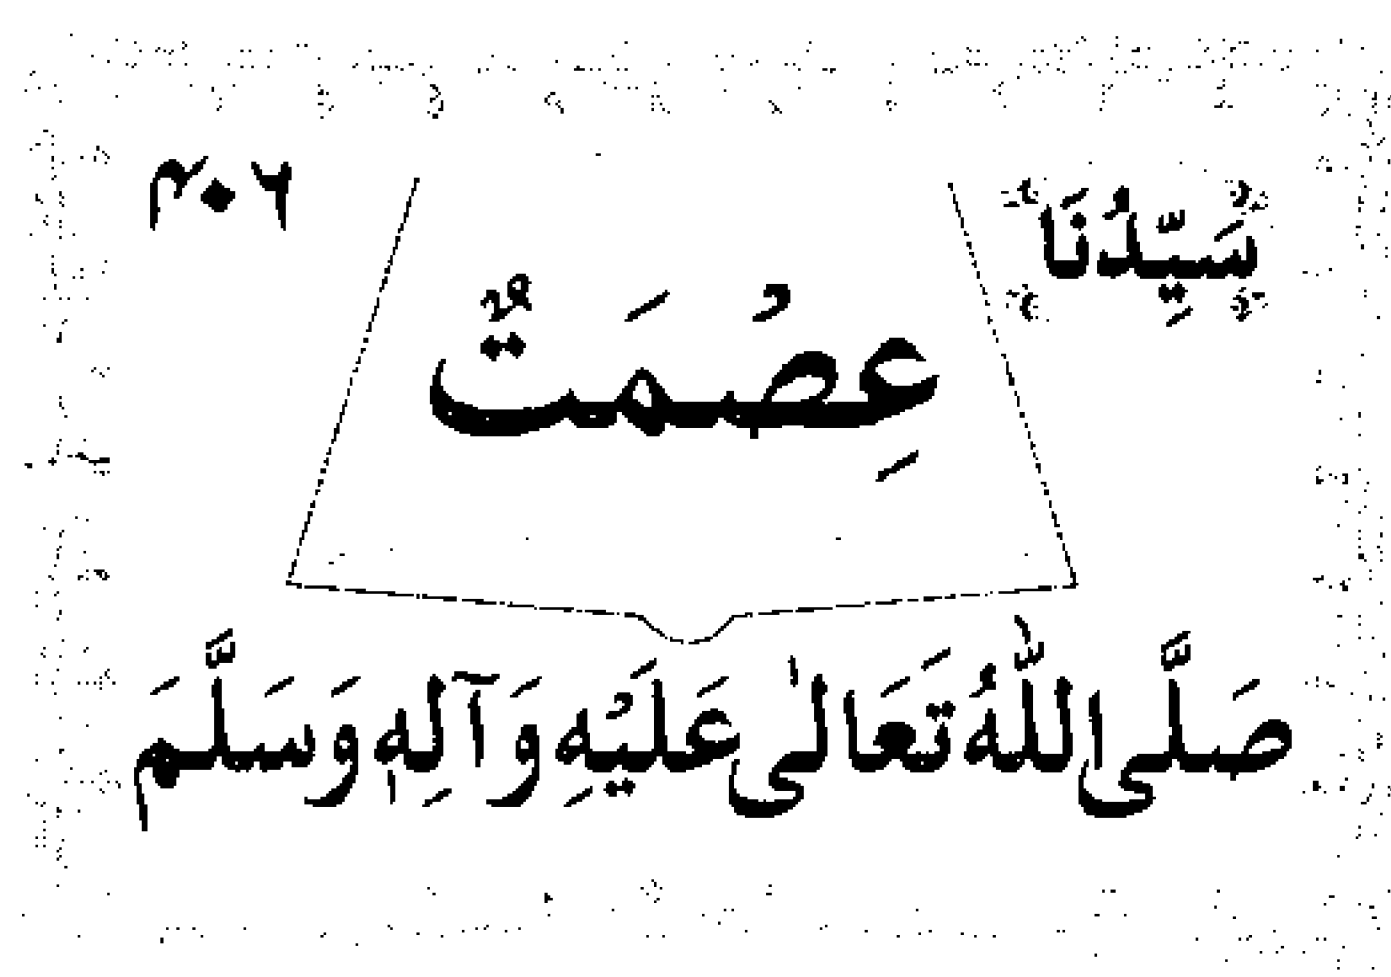 سَيِّدُنَا ۴۰۶
عِصْمَتٌ
صَلَّى اللّٰهُ تَعَالٰى عَلَيْهِ وَآلِهٖ وَسَلَّمَ